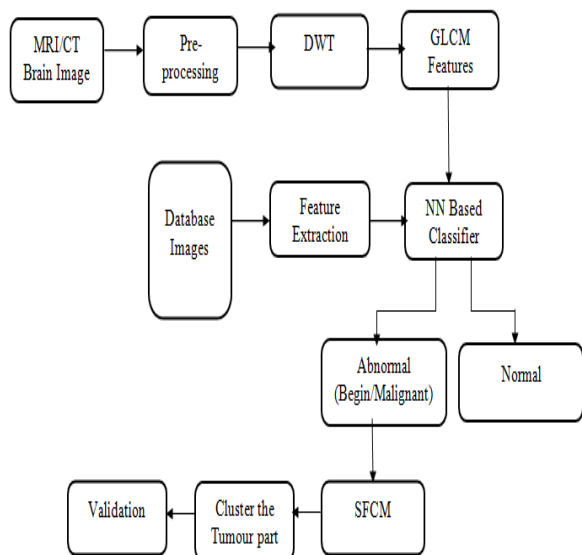 MRI/CT
Brain Image
Pre-
processing
DWT
GLCM
Features
Database
Images
Feature
Extraction
NN Based
Classifier
Abnormal
(Begin/Malignant)
Normal
Validation
Cluster the
Tumour part
SFCM